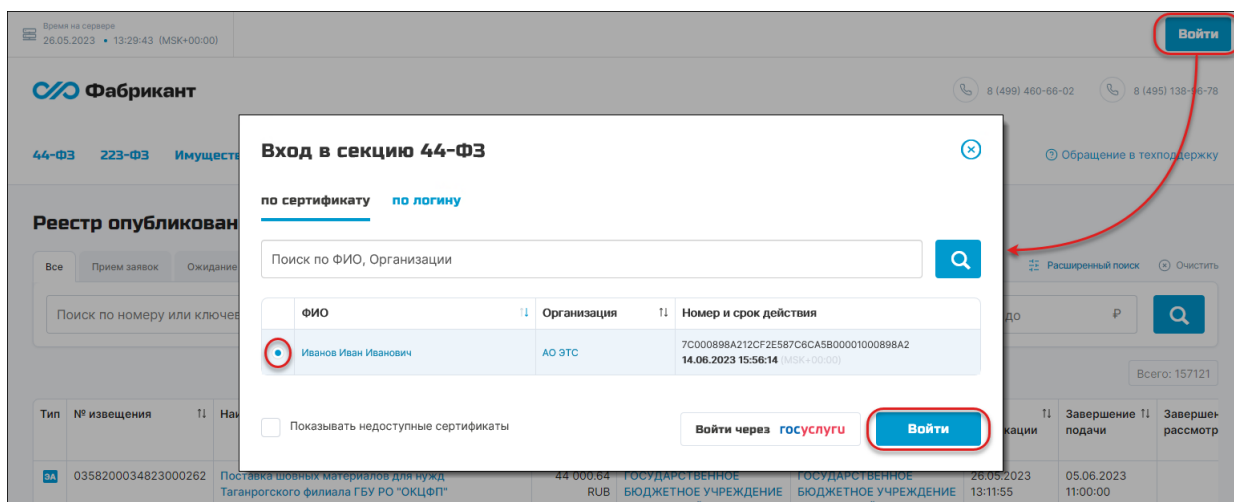 Время на сервере
26.05.2023 • 13:29:43 (MSK+00:00)
Войти
Фабрикант
8 (499) 460-66-02
8 (495) 138-96-78
44-ФЗ 223-ФЗ Имуществ
Обращение в техподдержку
Вход в секцию 44-ФЗ
по сертификату по логину
Реестр опубликован
Поиск по ФИО, Организации
Все Прием заявок Ожидание
Расширенный поиск Очистить
Поиск по номеру или ключев
до ₽
ФИО Организация Номер и срок действия
Иванов Иван Иванович АО ЭТС 7C000898A212CF2E587C6CA5B00001000898A2
14.06.2023 15:56:14 (MSK+00:00)
Всего: 157121
Показывать недоступные сертификаты
Войти через госуслуги
Войти
Тип № извещения Наи
кации Завершение подачи Завершен рассмотр
ЭА 0358200034823000262 Поставка шовных материалов для нужд 44 000.64 ГОСУДАРСТВЕННОЕ ГОСУДАРСТВЕННОЕ 26.05.2023 05.06.2023
Таганрогского филиала ГБУ РО "ОКЦФП" RUB БЮДЖЕТНОЕ УЧРЕЖДЕНИЕ БЮДЖЕТНОЕ УЧРЕЖДЕНИЕ 13:11:55 11:00:00